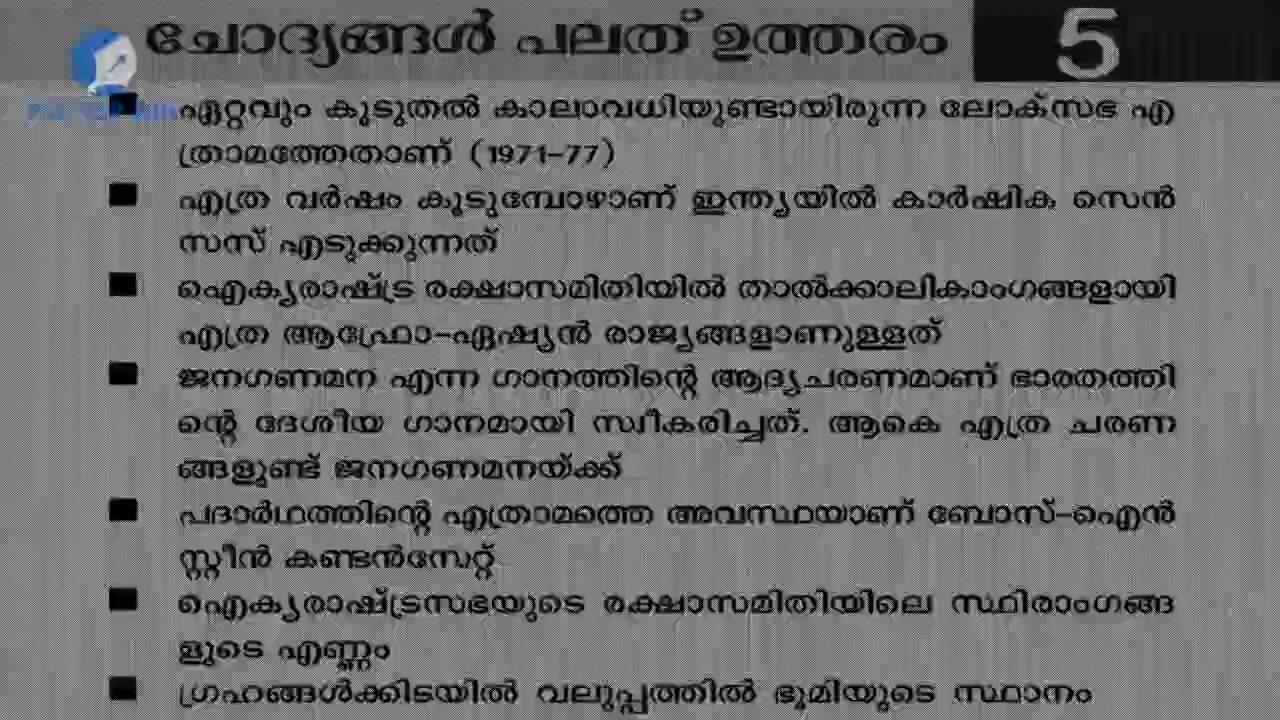 ചോദ്യങ്ങൾ പലത് ഉത്തരം 5
ഏറ്റവും കൂടുതൽ കാലാവധിയുണ്ടായിരുന്ന ലോക്സഭ എ
ത്രാമത്തേതാണ് (1971-77)
എത്ര വർഷം കൂടുമ്പോഴാണ് ഇന്ത്യയിൽ കാർഷിക സെൻ
സസ് എടുക്കുന്നത്
ഐക്യരാഷ്ട്ര രക്ഷാസമിതിയിൽ താൽക്കാലികാംഗങ്ങളായി
എത്ര ആഫ്രോ-ഏഷ്യൻ രാജ്യങ്ങളാണുള്ളത്
ജനഗണമന എന്ന ഗാനത്തിന്റെ ആദ്യചരണമാണ് ഭാരതത്തി
ന്റെ ദേശീയ ഗാനമായി സ്വീകരിച്ചത്. ആകെ എത്ര ചരണ
ങ്ങളുണ്ട് ജനഗണമനയ്ക്ക്
പദാർഥത്തിന്റെ എത്രാമത്തെ അവസ്ഥയാണ് ബോസ്-ഐൻ
സ്റ്റീൻ കണ്ടൻസേറ്റ്
ഐക്യരാഷ്ട്രസഭയുടെ രക്ഷാസമിതിയിലെ സ്ഥിരാംഗങ്ങ
ളുടെ എണ്ണം
ഗ്രഹങ്ങൾക്കിടയിൽ വലുപ്പത്തിൽ ഭൂമിയുടെ സ്ഥാനം